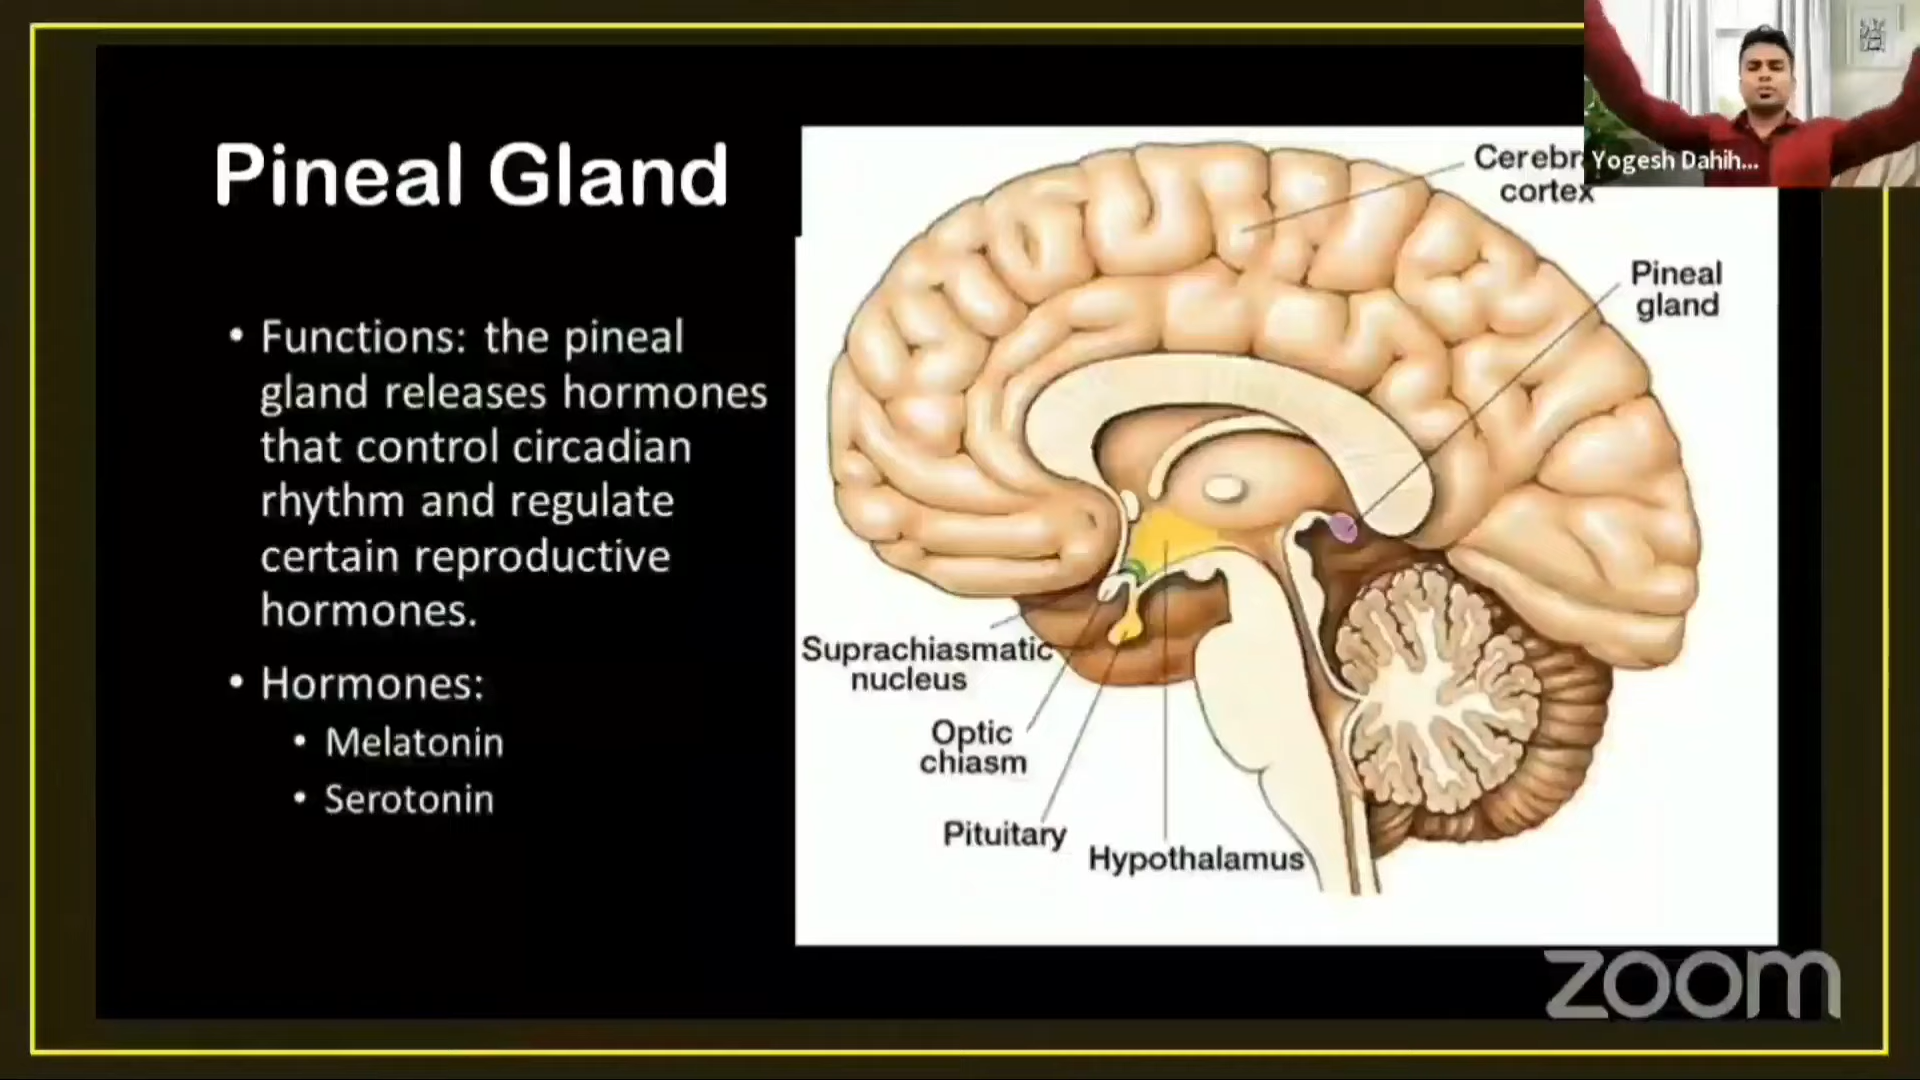 Pineal Gland
• Functions: the pineal
gland releases hormones
that control circadian
rhythm and regulate
certain reproductive
hormones.
• Hormones:
• Melatonin
• Serotonin
Yogesh Dahih...
cortex
Pineal
gland
Suprachiasmatic
nucleus
Optic
chiasm
Pituitary
Hypothalamus
zoom